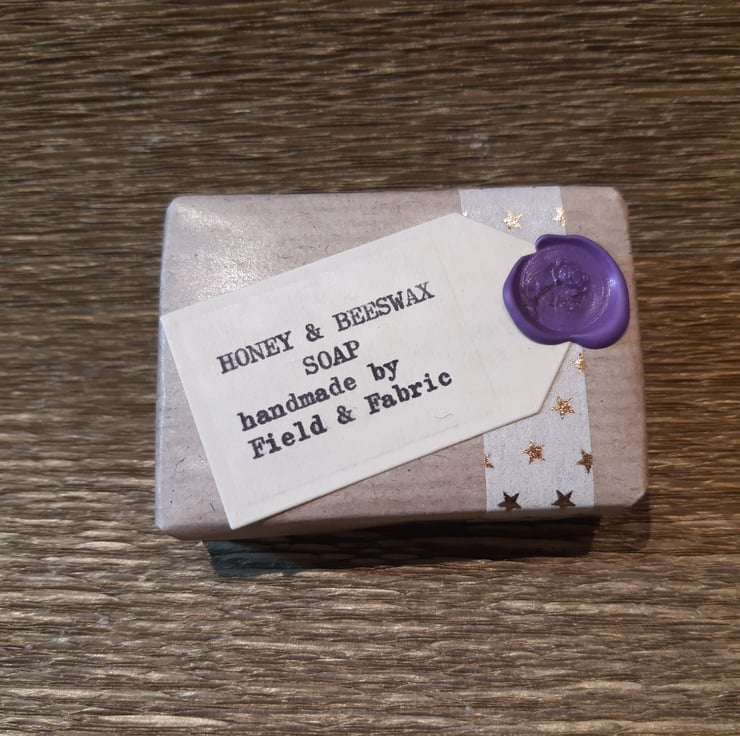 HONEY & BEESWAX
SOAP
handmade by
Field & Fabric